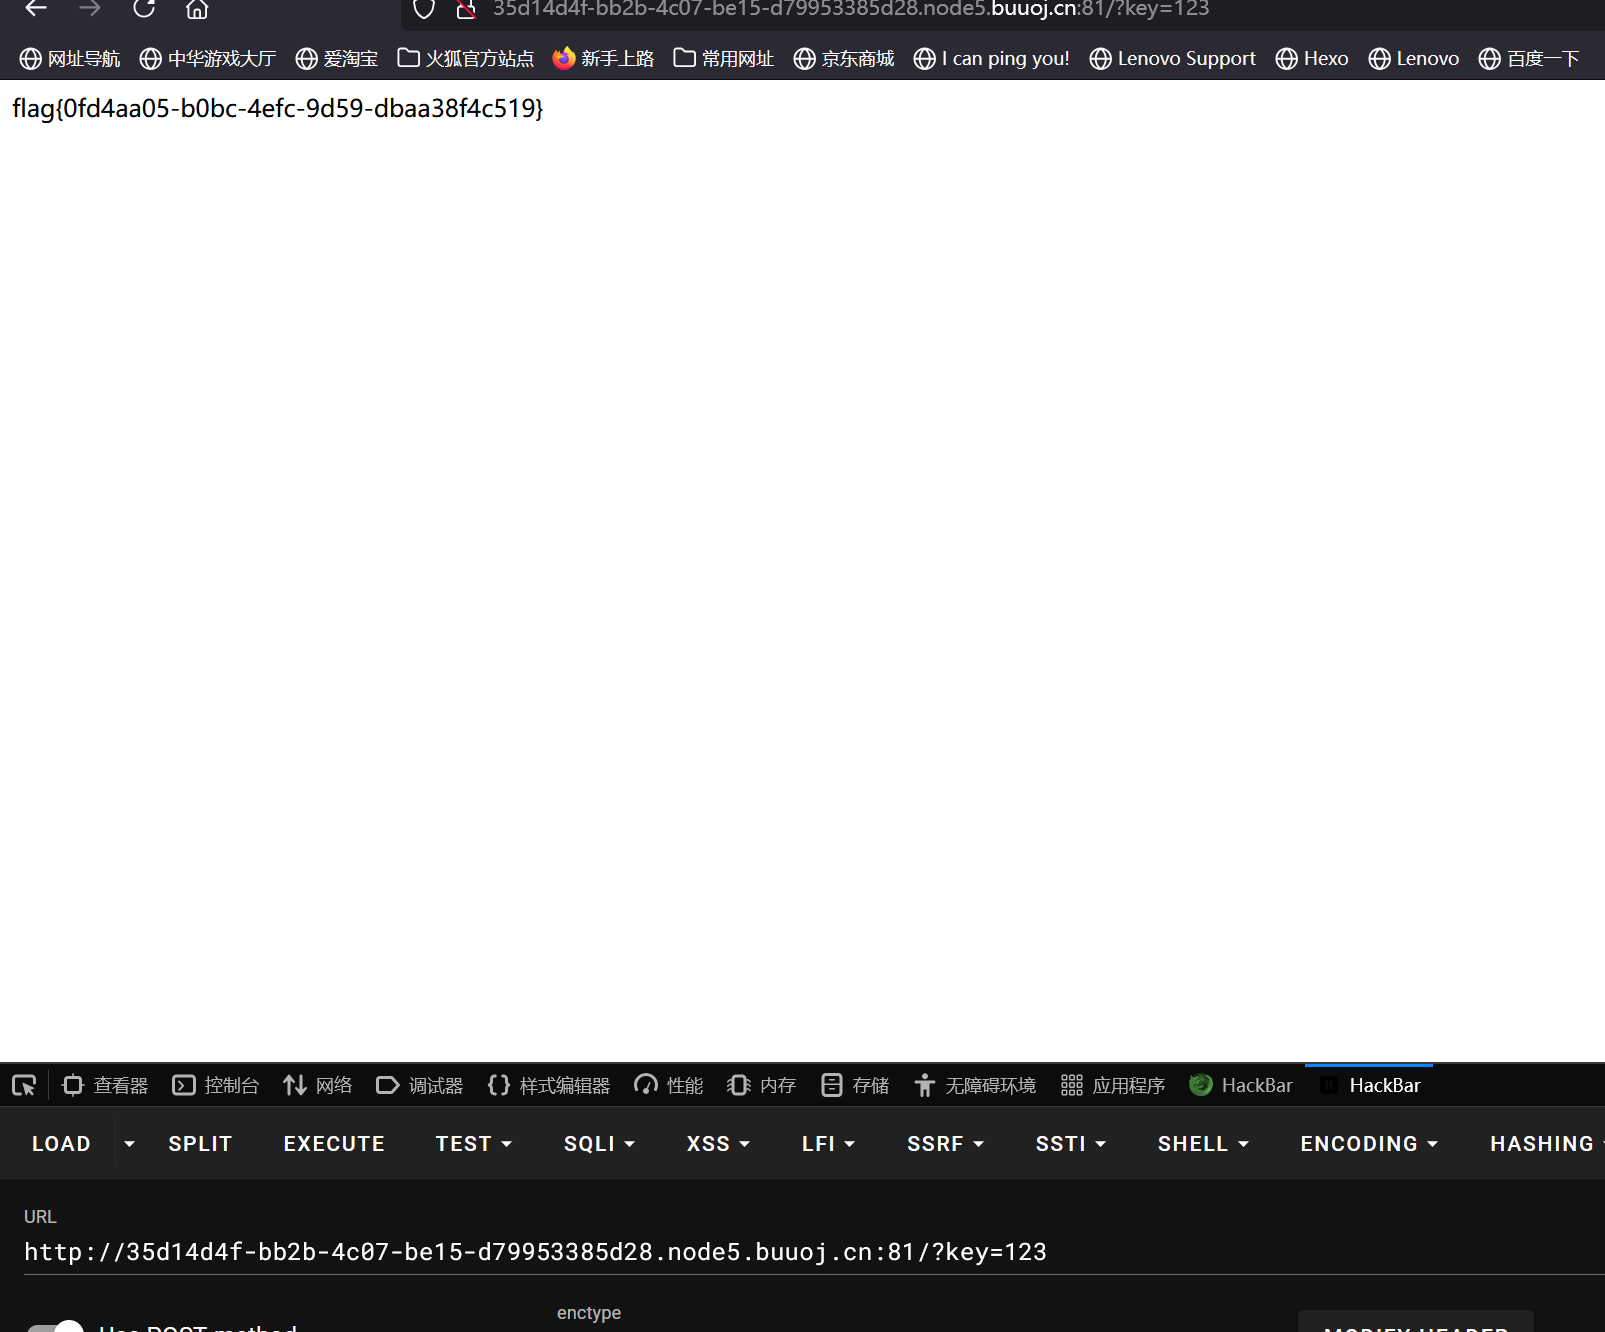 35d14d4f-bb2b-4c07-be15-d79953385d28.node5.buuoj.cn:81/?key=123
网址导航 中华游戏大厅 爱淘宝 火狐官方站点 新手上路 常用网址 京东商城 I can ping you! Lenovo Support Hexo Lenovo 百度一下
flag{0fd4aa05-b0bc-4efc-9d59-dbaa38f4c519}
查看器 控制台 网络 调试器 样式编辑器 性能 内存 存储 无障碍环境 应用程序 HackBar HackBar
LOAD SPLIT EXECUTE TEST SQLI XSS LFI SSRF SSTI SHELL ENCODING HASHING
URL
http://35d14d4f-bb2b-4c07-be15-d79953385d28.node5.buuoj.cn:81/?key=123
enctype
Use POST method
MODIFY HEADER